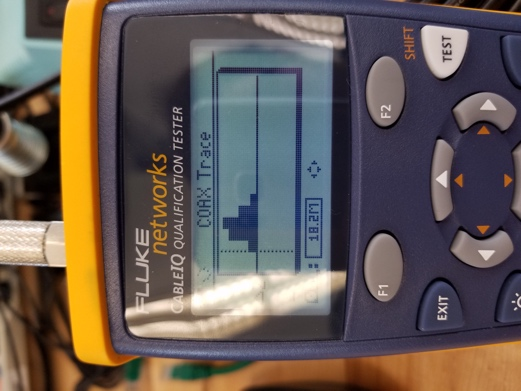 FLUKE
networks
CABLEIQ QUALIFICATION TESTER
COAX Trace
18.2M
F1
F2
SHIFT
TEST
EXIT